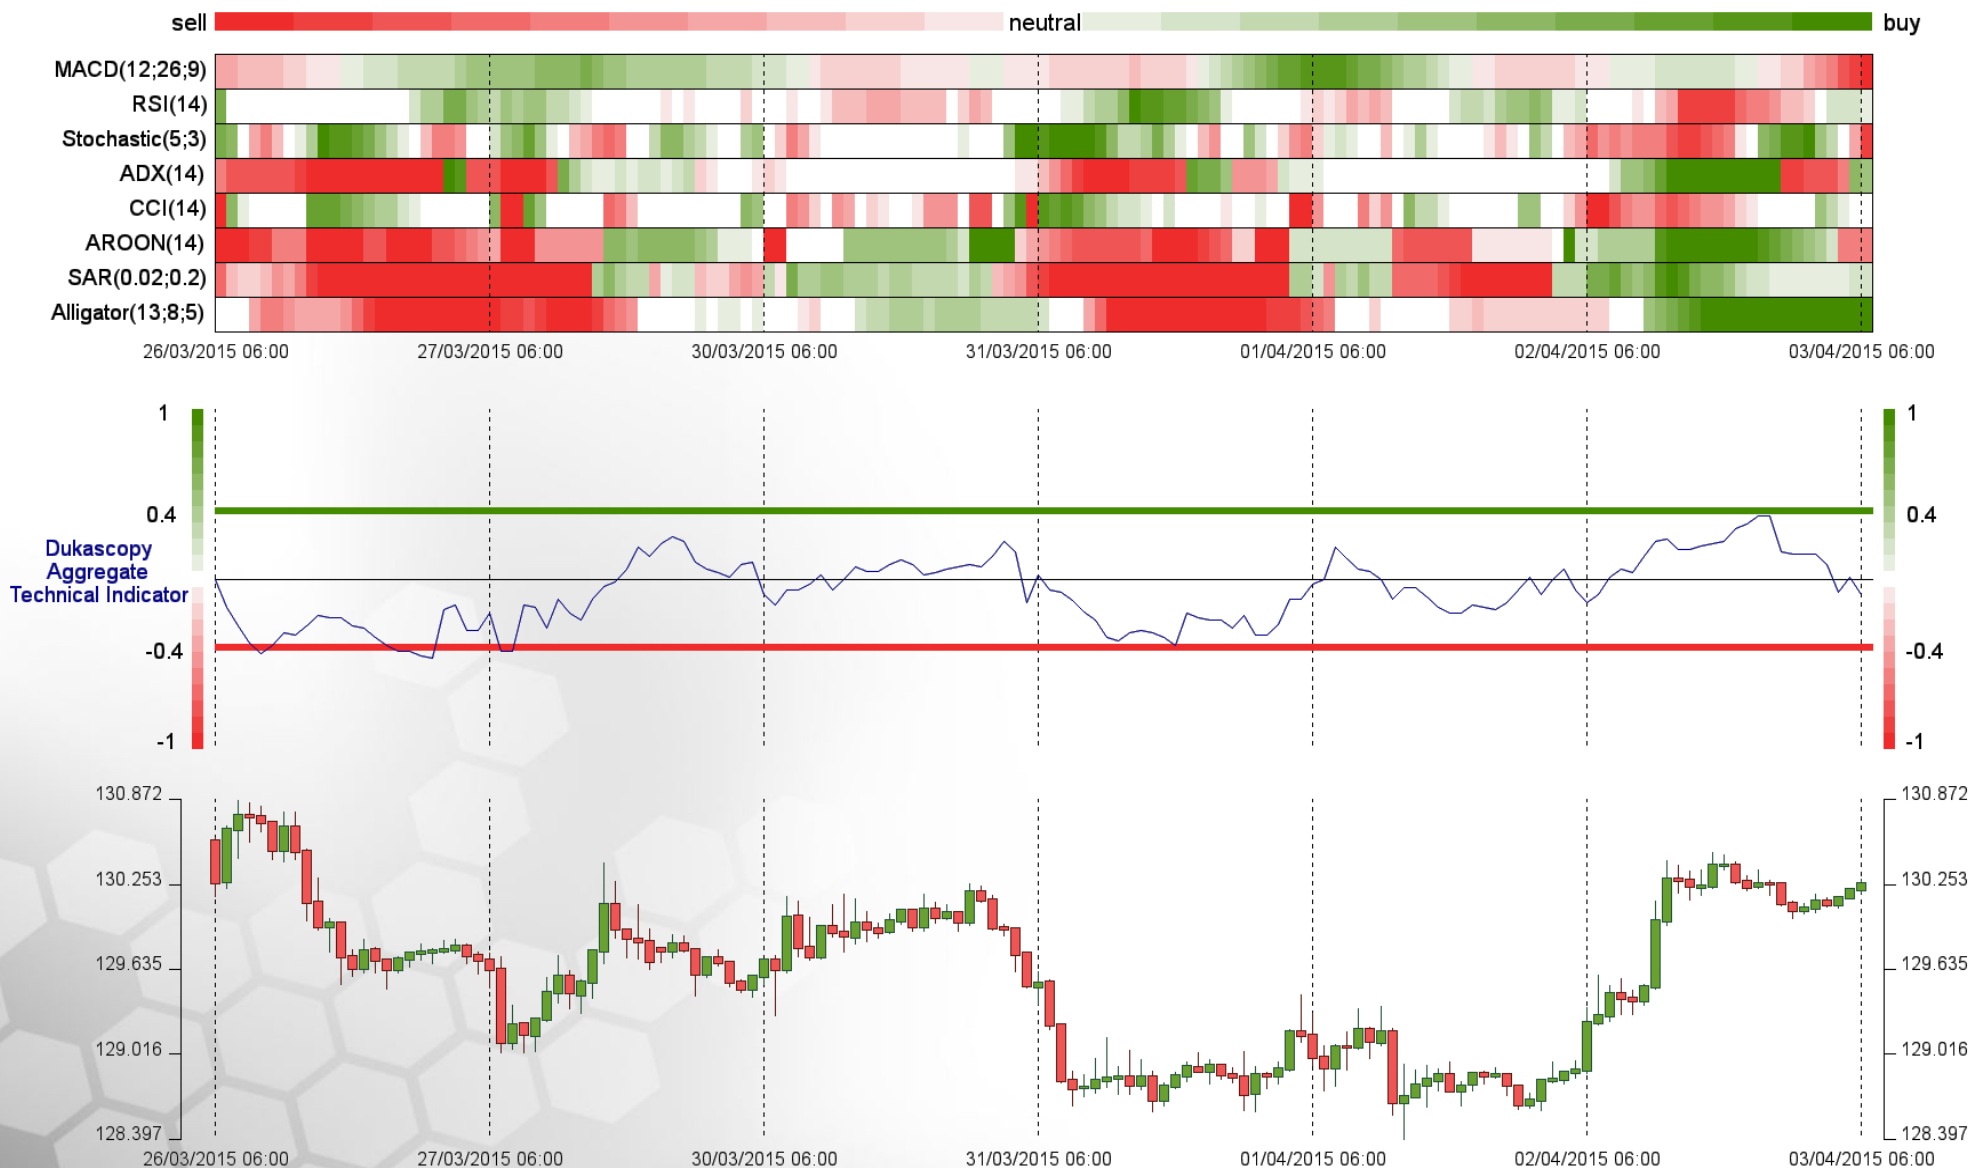 sell neutral buy
MACD(12;26;9)
RSI(14)
Stochastic(5;3)
ADX(14)
CCI(14)
AROON(14)
SAR(0.02;0.2)
Alligator(13;8;5)
26/03/2015 06:00 27/03/2015 06:00 30/03/2015 06:00 31/03/2015 06:00 01/04/2015 06:00 02/04/2015 06:00 03/04/2015 06:00
1 1
0.4 0.4
Dukascopy
Aggregate
Technical Indicator
-0.4 -0.4
-1 -1
130.872 130.872
130.253 130.253
129.635 129.635
129.016 129.016
128.397 128.397
26/03/2015 06:00 27/03/2015 06:00 30/03/2015 06:00 31/03/2015 06:00 01/04/2015 06:00 02/04/2015 06:00 03/04/2015 06:00